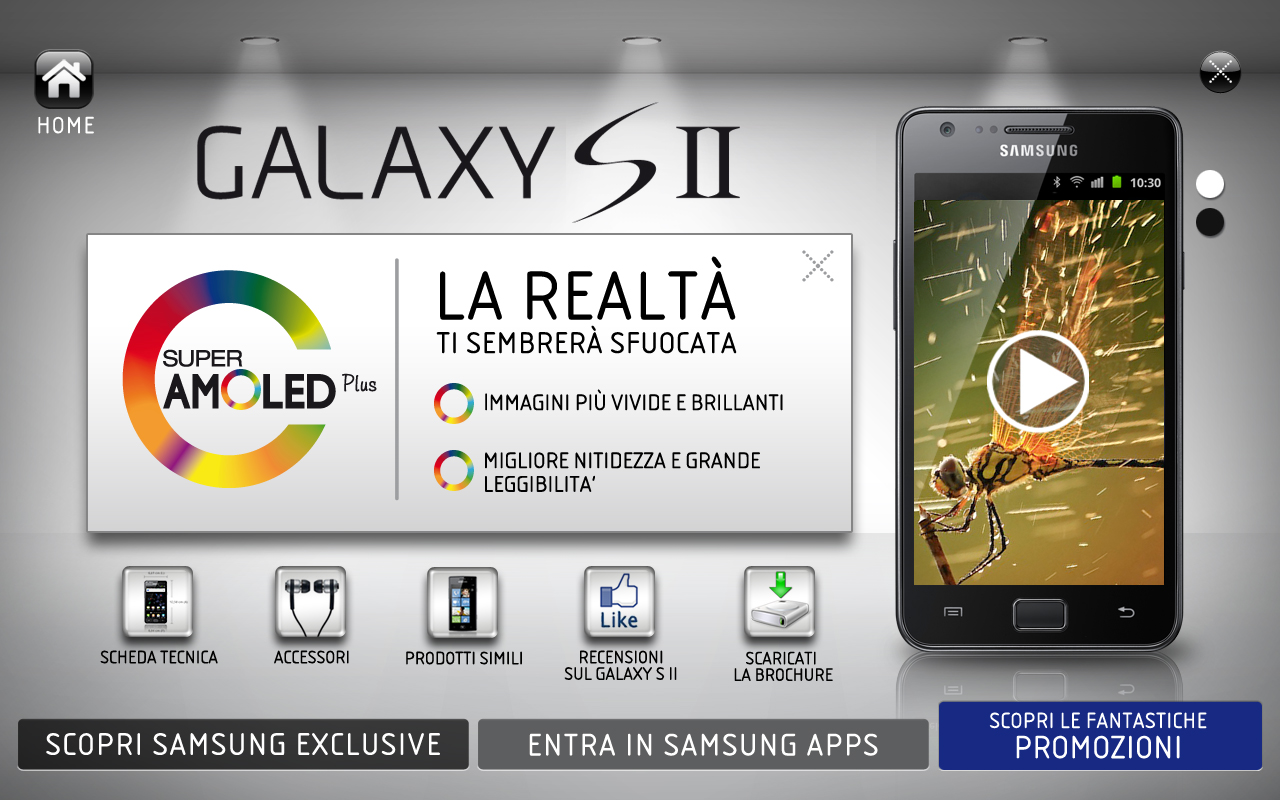 HOME
GALAXY S II
SUPER
AMOLED Plus
LA REALTÀ
TI SEMBRERÀ SFUOCATA
IMMAGINI PIÙ VIVIDE E BRILLANTI
MIGLIORE NITIDEZZA E GRANDE
LEGGIBILITA'
SAMSUNG
10:30
Like
SCHEDA TECNICA
ACCESSORI
PRODOTTI SIMILI
RECENSIONI
SUL GALAXY S II
SCARICATI
LA BROCHURE
SCOPRI SAMSUNG EXCLUSIVE
ENTRA IN SAMSUNG APPS
SCOPRI LE FANTASTICHE
PROMOZIONI